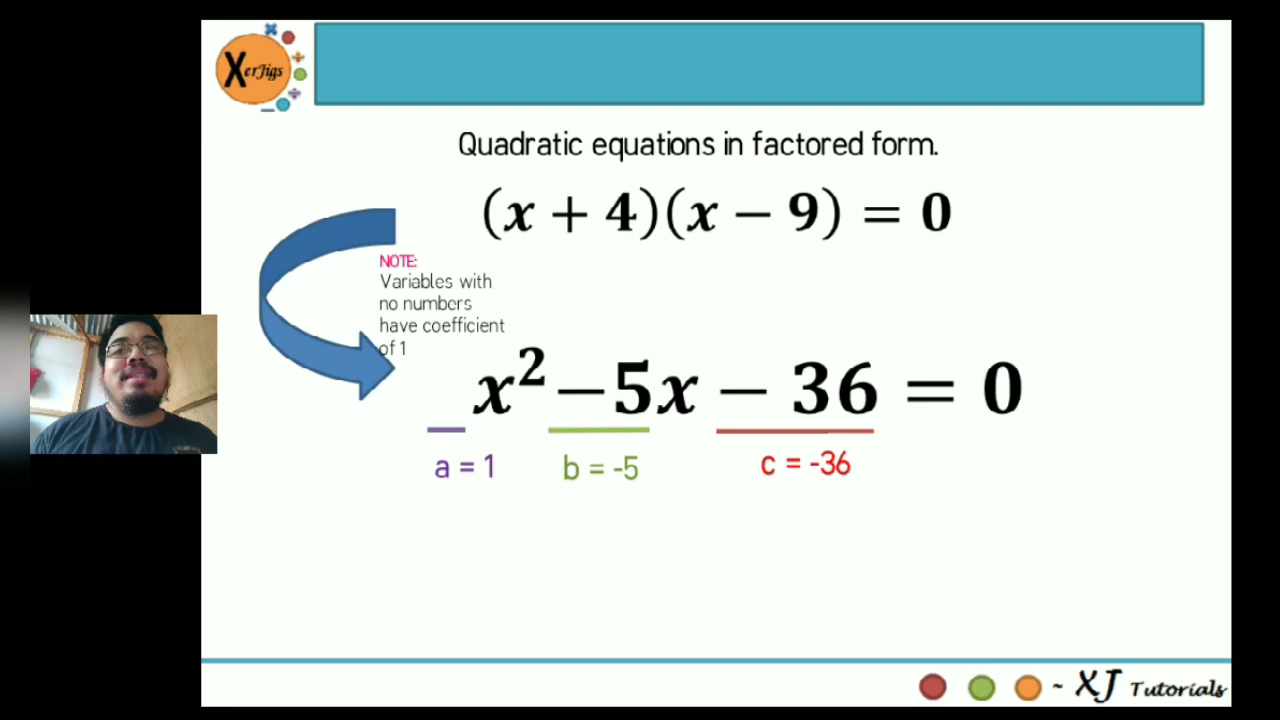 XerJigs
Quadratic equations in factored form.
(x + 4)(x − 9) = 0
NOTE:
Variables with
no numbers
have coefficient
of 1
x² −5x − 36 = 0
a = 1 b = -5 c = -36
~ XJ Tutorials